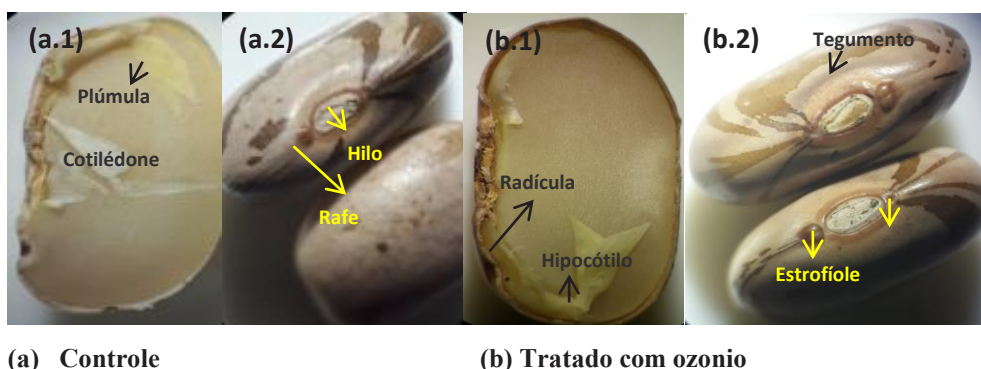 (a.1)
Plúmula
Cotilédone
(a.2)
Hilo
Rafe
(b.1)
Radícula
Hipocótilo
(b.2)
Tegumento
Estrofíole
(a) Controle
(b) Tratado com ozonio